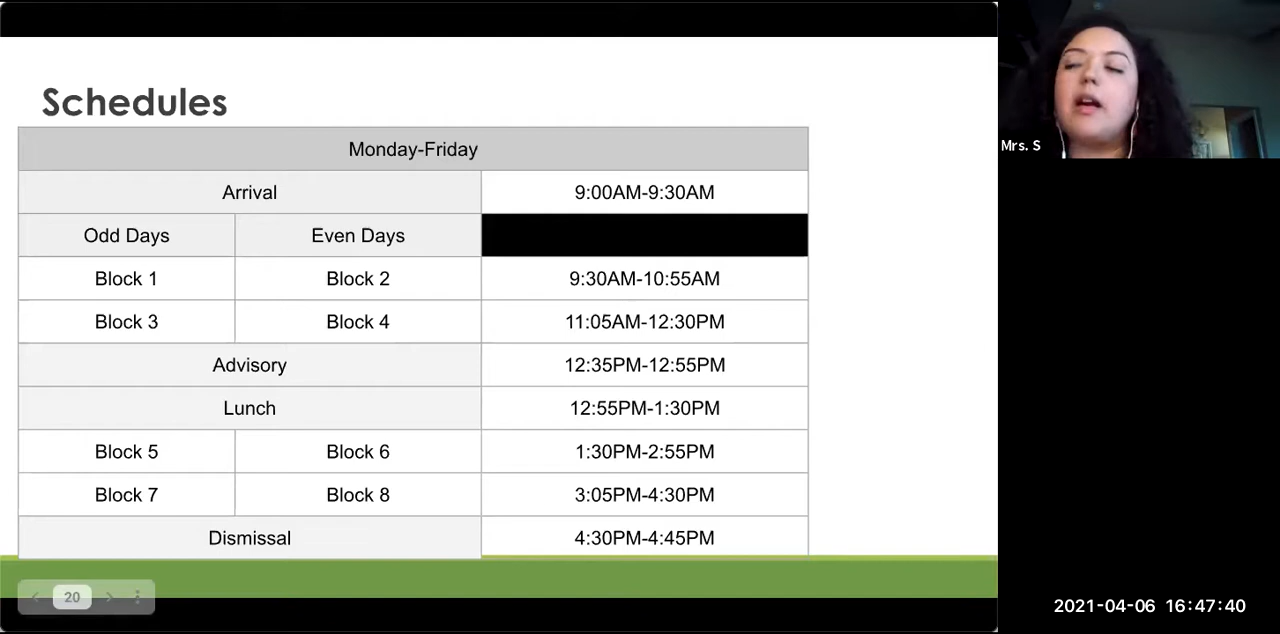 Schedules
Monday-Friday
Arrival 9:00AM-9:30AM
Odd Days Even Days
Block 1 Block 2 9:30AM-10:55AM
Block 3 Block 4 11:05AM-12:30PM
Advisory 12:35PM-12:55PM
Lunch 12:55PM-1:30PM
Block 5 Block 6 1:30PM-2:55PM
Block 7 Block 8 3:05PM-4:30PM
Dismissal 4:30PM-4:45PM
20
Mrs. S
2021-04-06 16:47:40